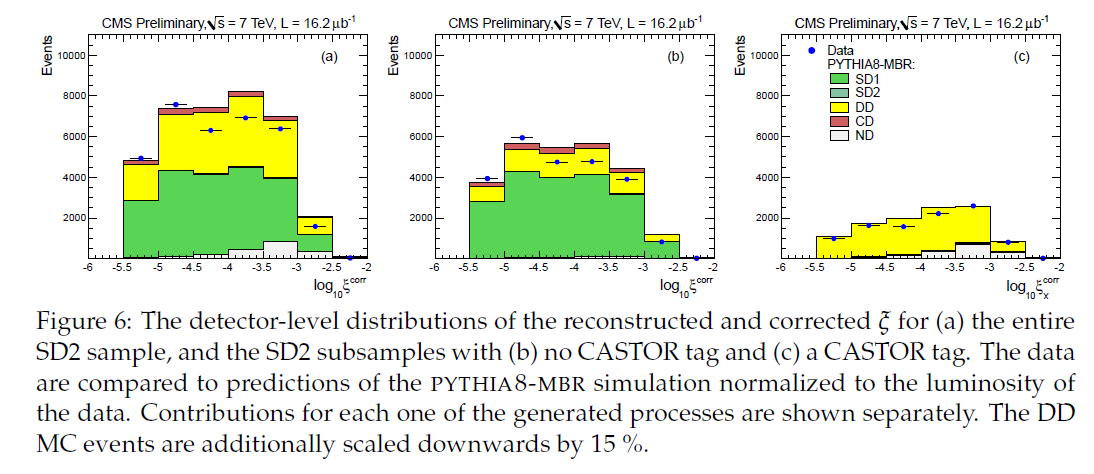 CMS Preliminary,√s = 7 TeV, L = 16.2 μb⁻¹
Events
(a)
10000
8000
6000
4000
2000
-6 -5.5 -5 -4.5 -4 -3.5 -3 -2.5 -2
log₁₀ξᶜᵒʳʳ
CMS Preliminary,√s = 7 TeV, L = 16.2 μb⁻¹
Events
(b)
10000
8000
6000
4000
2000
-6 -5.5 -5 -4.5 -4 -3.5 -3 -2.5 -2
log₁₀ξᶜᵒʳʳ
CMS Preliminary,√s = 7 TeV, L = 16.2 μb⁻¹
Events
(c)
Data
PYTHIA8-MBR:
SD1
SD2
DD
CD
ND
10000
8000
6000
4000
2000
-6 -5.5 -5 -4.5 -4 -3.5 -3 -2.5 -2
log₁₀ξₓᶜᵒʳʳ
Figure 6: The detector-level distributions of the reconstructed and corrected ξ for (a) the entire
SD2 sample, and the SD2 subsamples with (b) no CASTOR tag and (c) a CASTOR tag. The data
are compared to predictions of the PYTHIA8-MBR simulation normalized to the luminosity of
the data. Contributions for each one of the generated processes are shown separately. The DD
MC events are additionally scaled downwards by 15 %.